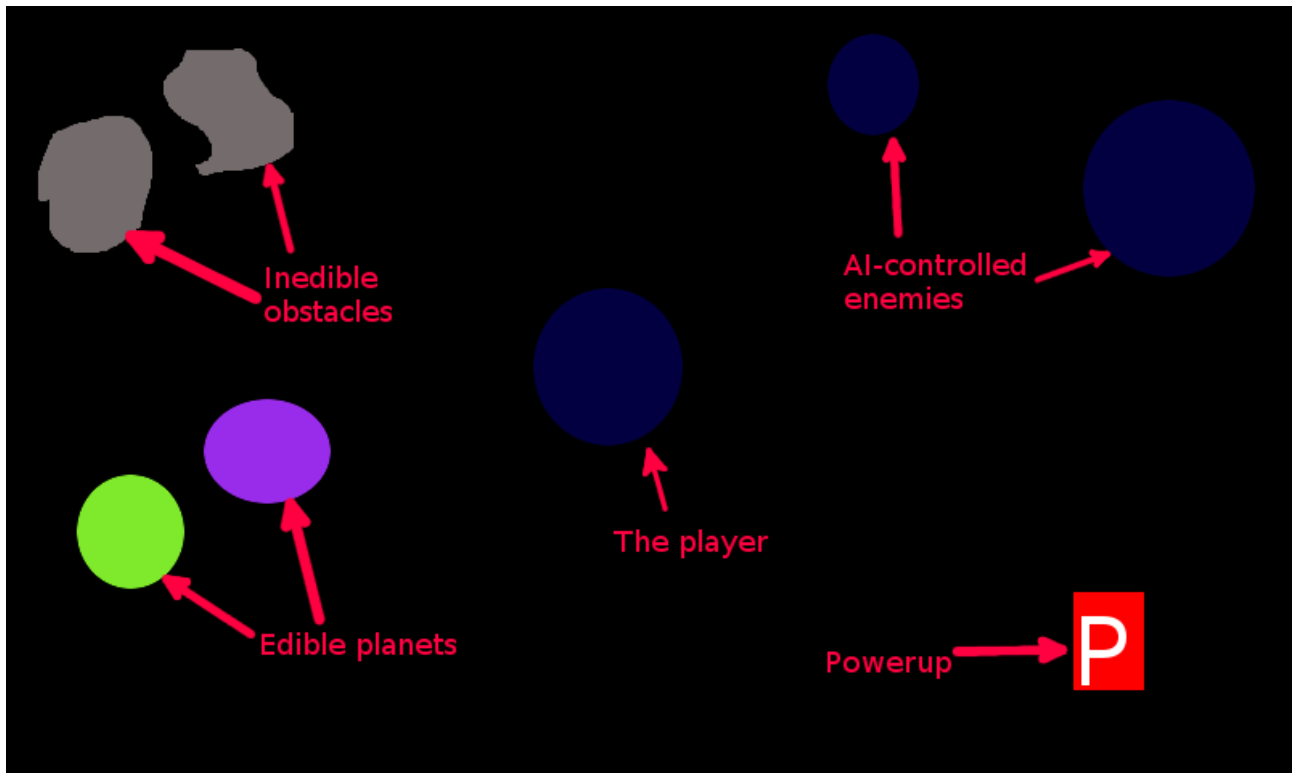 AI-controlled
enemies
Inedible
obstacles
The player
Edible planets
Powerup
P